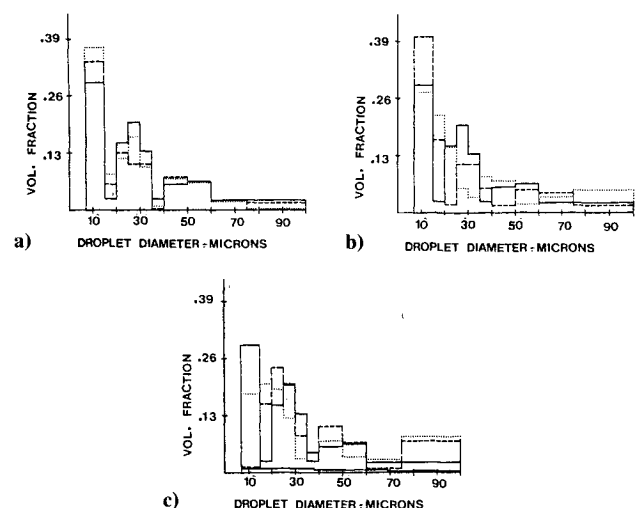 .39
.26
.13
VOL. FRACTION
10 30 50 70 90
a)
DROPLET DIAMETER - MICRONS
.39
.26
.13
VOL. FRACTION
10 30 50 70 90
b)
DROPLET DIAMETER - MICRONS
.39
.26
.13
VOL. FRACTION
10 30 50 70 90
c)
DROPLET DIAMETER - MICRONS